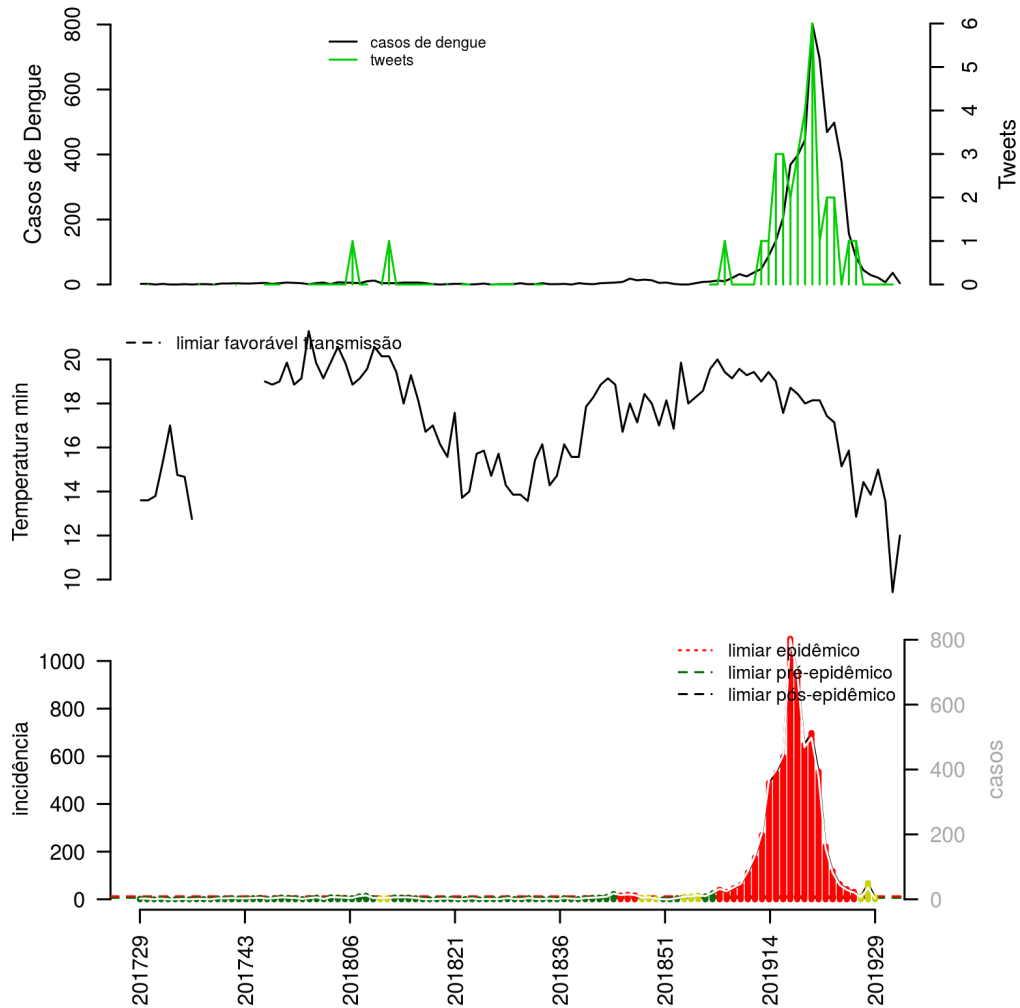 casos de dengue
tweets
Casos de Dengue
0 200 400 600 800
Tweets
0 1 2 3 4 5 6
limiar favorável transmissão
Temperatura min
10 12 14 16 18 20
limiar epidêmico
limiar pré-epidêmico
limiar pós-epidêmico
incidência
0 200 400 600 800 1000
casos
0 200 400 600 800
201729 201743 201806 201821 201836 201851 201914 201929